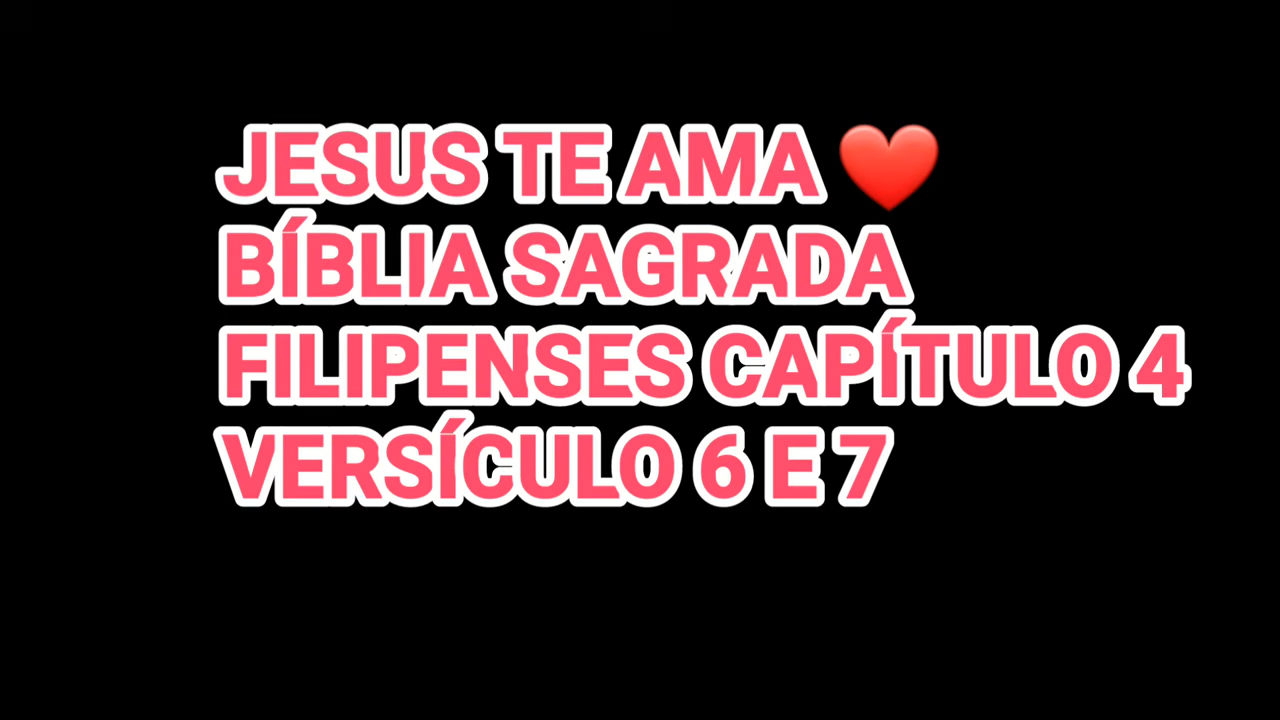 JESUS TE AMA ❤️
BÍBLIA SAGRADA
FILIPENSES CAPÍTULO 4
VERSÍCULO 6 E 7